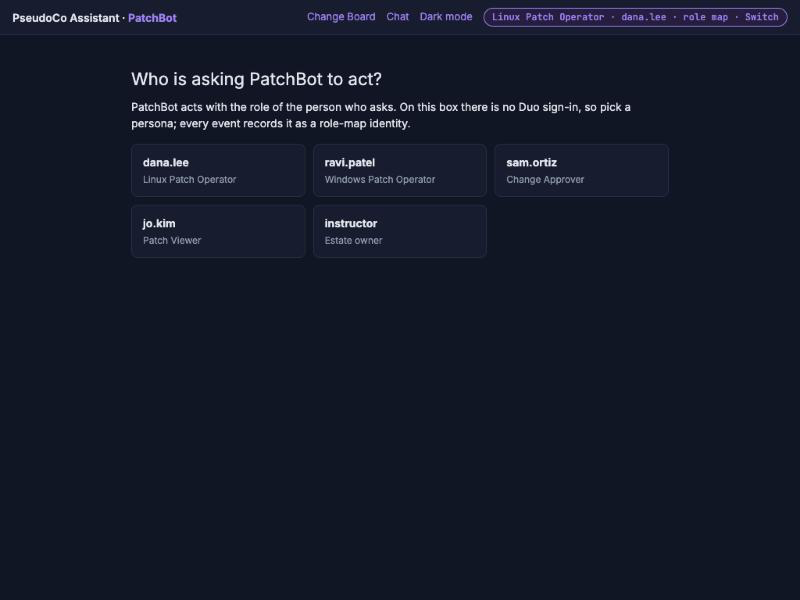 PseudoCo Assistant · PatchBot
Change Board Chat Dark mode Linux Patch Operator · dana.lee · role map · Switch
Who is asking PatchBot to act?
PatchBot acts with the role of the person who asks. On this box there is no Duo sign-in, so pick a
persona; every event records it as a role-map identity.
dana.lee
Linux Patch Operator
ravi.patel
Windows Patch Operator
sam.ortiz
Change Approver
jo.kim
Patch Viewer
instructor
Estate owner